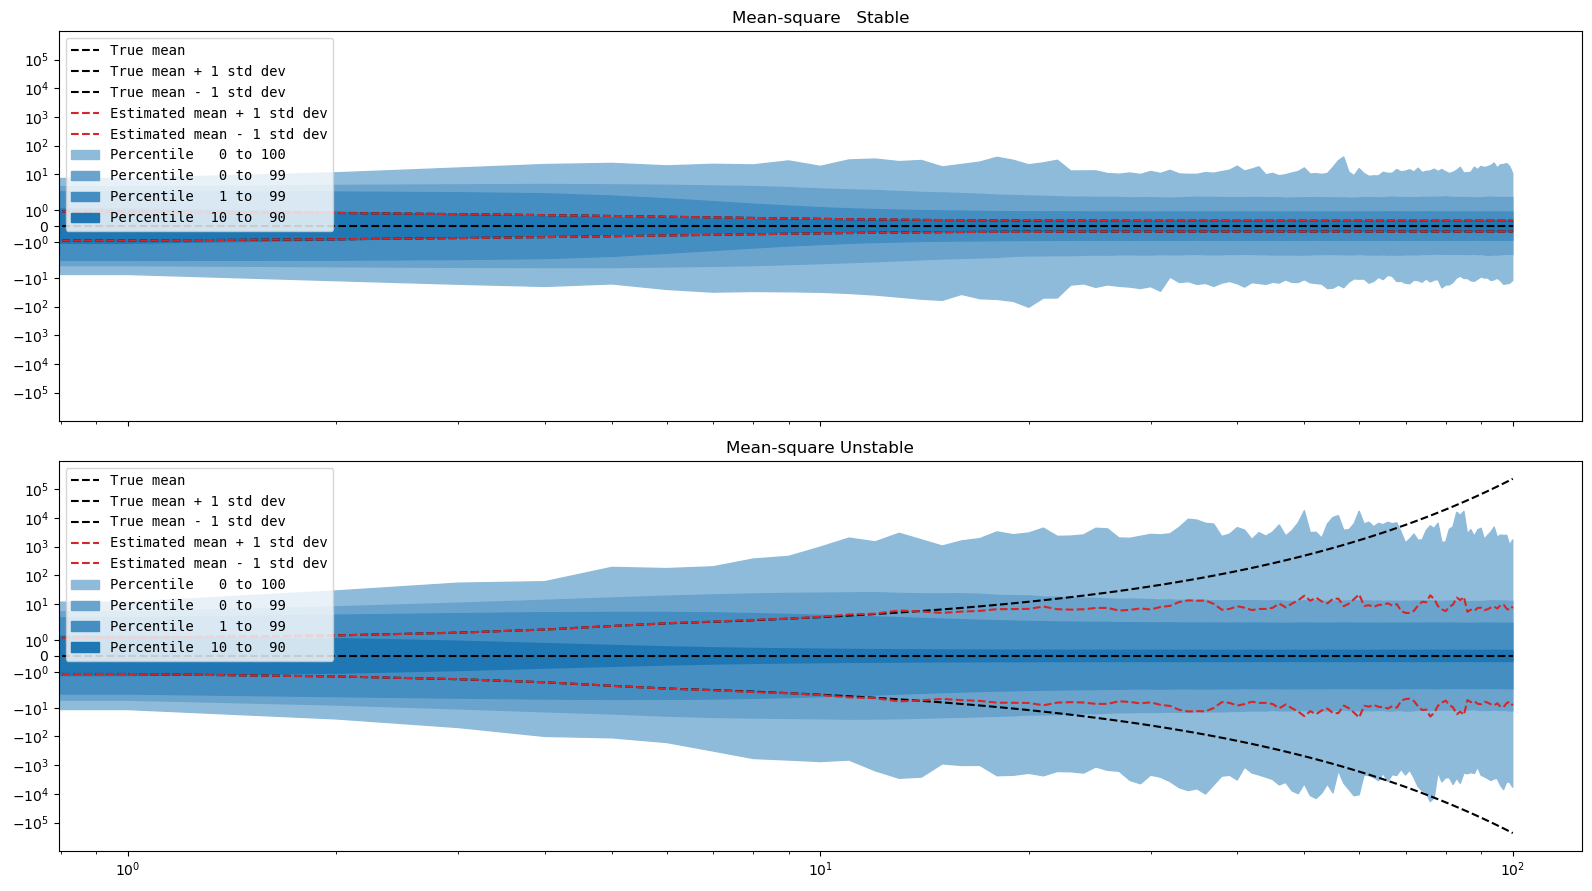 Mean-square   Stable
10^5
10^4
10^3
10^2
10^1
10^0
0
−10^0
−10^1
−10^2
−10^3
−10^4
−10^5
True mean
True mean + 1 std dev
True mean - 1 std dev
Estimated mean + 1 std dev
Estimated mean - 1 std dev
Percentile   0 to 100
Percentile   0 to  99
Percentile   1 to  99
Percentile  10 to  90
Mean-square Unstable
10^5
10^4
10^3
10^2
10^1
10^0
0
−10^0
−10^1
−10^2
−10^3
−10^4
−10^5
True mean
True mean + 1 std dev
True mean - 1 std dev
Estimated mean + 1 std dev
Estimated mean - 1 std dev
Percentile   0 to 100
Percentile   0 to  99
Percentile   1 to  99
Percentile  10 to  90
10^0 10^1 10^2